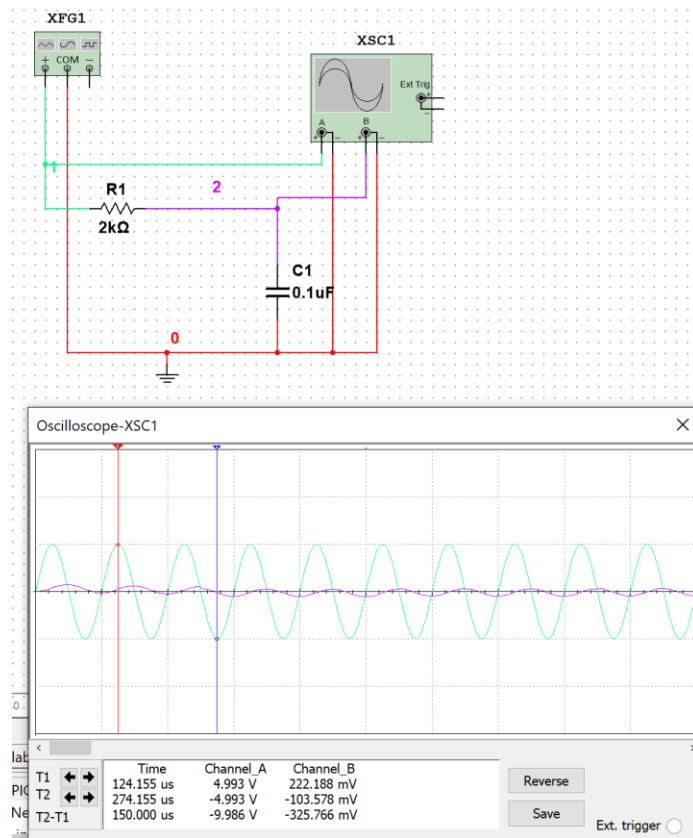 XFG1
COM
XSC1
Ext Trig
A
B
1
R1
2
2kΩ
C1
0.1uF
0
Oscilloscope-XSC1
Time Channel_A Channel_B
T1 124.155 us 4.993 V 222.188 mV
T2 274.155 us -4.993 V -103.578 mV
T2-T1 150.000 us -9.986 V -325.766 mV
Reverse
Save
Ext. trigger